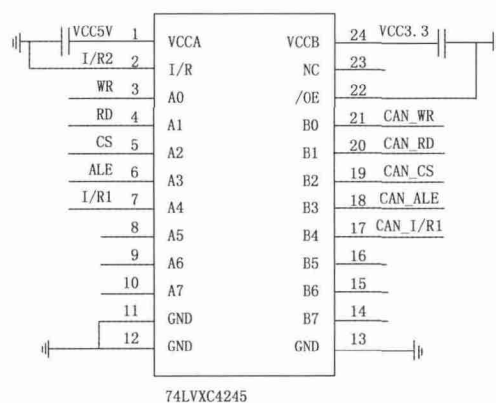 VCC5V 1 VCCA VCCB 24 VCC3.3
I/R2 2 I/R NC 23
WR 3 A0 /OE 22
RD 4 A1 B0 21 CAN_WR
CS 5 A2 B1 20 CAN_RD
ALE 6 A3 B2 19 CAN_CS
I/R1 7 A4 B3 18 CAN_ALE
8 A5 B4 17 CAN_I/R1
9 A6 B5 16
10 A7 B6 15
11 GND B7 14
12 GND GND 13
74LVXC4245